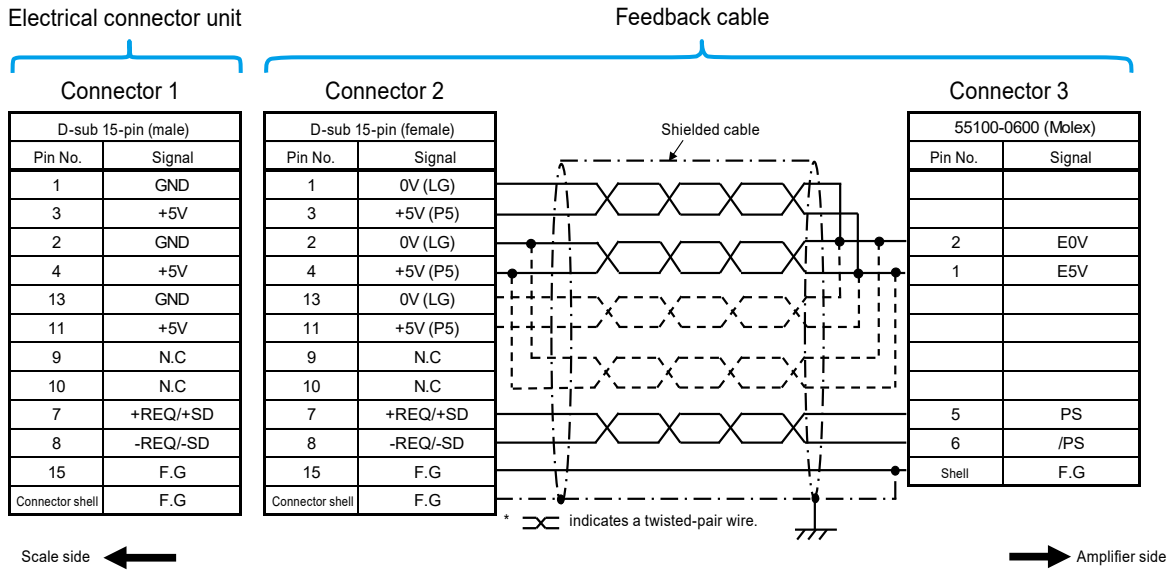 Electrical connector unit
Feedback cable
Connector 1
Connector 2
Connector 3
D-sub 15-pin (male)
Pin No. Signal
1 GND
3 +5V
2 GND
4 +5V
13 GND
11 +5V
9 N.C
10 N.C
7 +REQ/+SD
8 -REQ/-SD
15 F.G
Connector shell F.G
D-sub 15-pin (female)
Pin No. Signal
1 0V (LG)
3 +5V (P5)
2 0V (LG)
4 +5V (P5)
13 0V (LG)
11 +5V (P5)
9 N.C
10 N.C
7 +REQ/+SD
8 -REQ/-SD
15 F.G
Connector shell F.G
Shielded cable
55100-0600 (Molex)
Pin No. Signal
2 E0V
1 E5V
5 PS
6 /PS
Shell F.G
* indicates a twisted-pair wire.
Scale side
Amplifier side